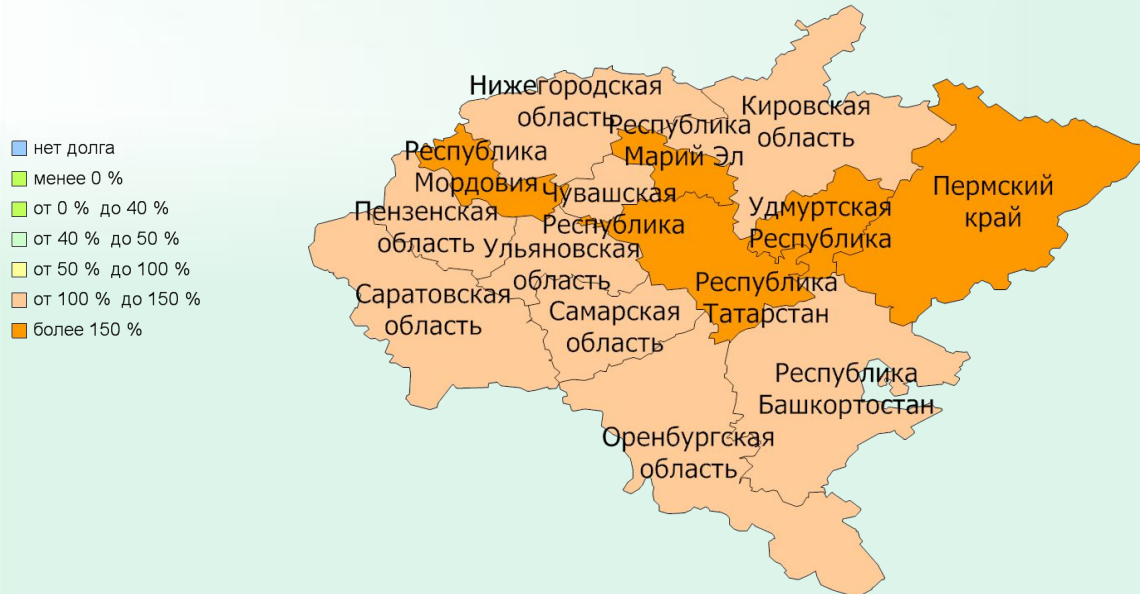 нет долга
менее 0 %
от 0 % до 40 %
от 40 % до 50 %
от 50 % до 100 %
от 100 % до 150 %
более 150 %
Нижегородская
область
Кировская
область
Республика
Марий Эл
Республика
Мордовия
Чувашская
Республика
Пермский
край
Удмуртская
Республика
Пензенская
область
Ульяновская
область
Республика
Татарстан
Саратовская
область
Самарская
область
Республика
Башкортостан
Оренбургская
область